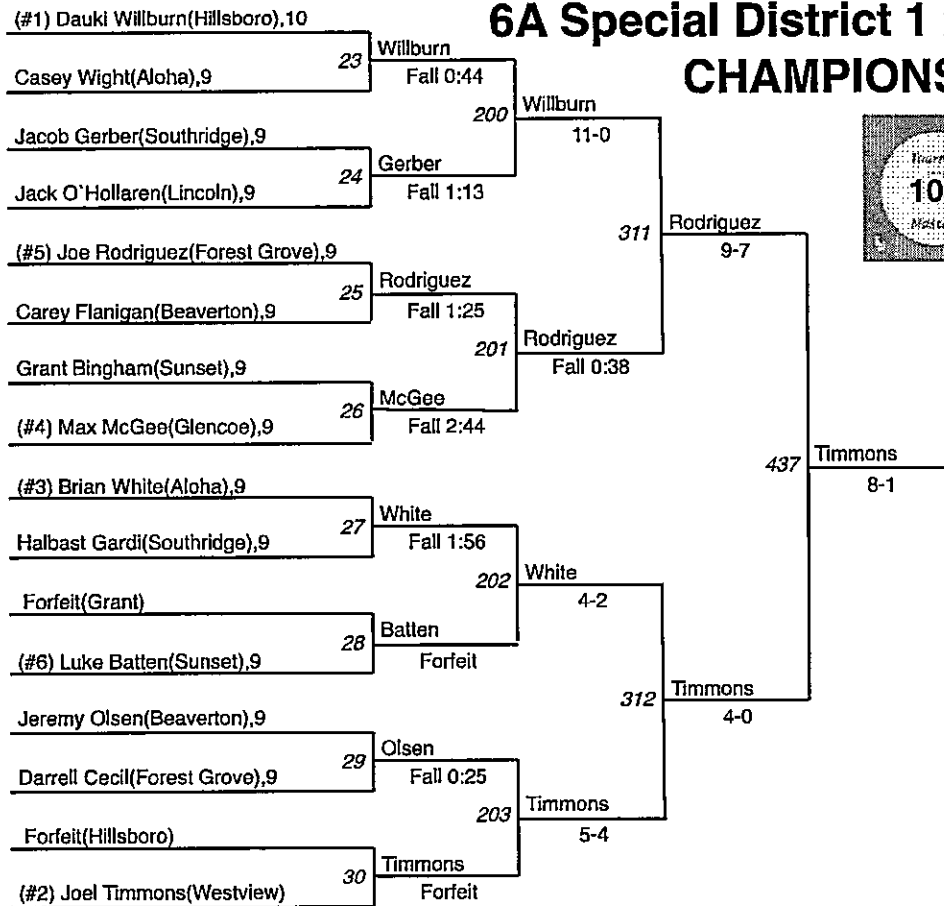 6A Special District 1
CHAMPIONS
10
(#1) Dauki Willburn(Hillsboro),10
23
Casey Wight(Aloha),9
Willburn
Fall 0:44
Jacob Gerber(Southridge),9
24
Jack O`Hollaren(Lincoln),9
Gerber
Fall 1:13
200
Willburn
11-0
(#5) Joe Rodriguez(Forest Grove),9
25
Carey Flanigan(Beaverton),9
Rodriguez
Fall 1:25
Grant Bingham(Sunset),9
26
(#4) Max McGee(Glencoe),9
McGee
Fall 2:44
201
Rodriguez
Fall 0:38
311
Rodriguez
9-7
(#3) Brian White(Aloha),9
27
Halbast Gardi(Southridge),9
White
Fall 1:56
Forfeit(Grant)
28
(#6) Luke Batten(Sunset),9
Batten
Forfeit
202
White
4-2
Jeremy Olsen(Beaverton),9
29
Darrell Cecil(Forest Grove),9
Olsen
Fall 0:25
Forfeit(Hillsboro)
30
(#2) Joel Timmons(Westview)
Timmons
Forfeit
203
Timmons
5-4
312
Timmons
4-0
437
Timmons
8-1